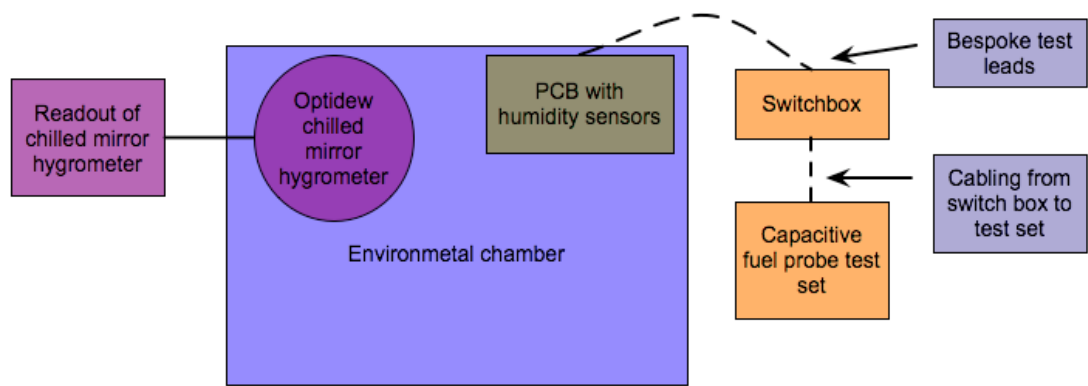 Readout of
chilled mirror
hygrometer
Optidew
chilled
mirror
hygrometer
PCB with
humidity sensors
Environmetal chamber
Switchbox
Capacitive
fuel probe test
set
Bespoke test
leads
Cabling from
switch box to
test set